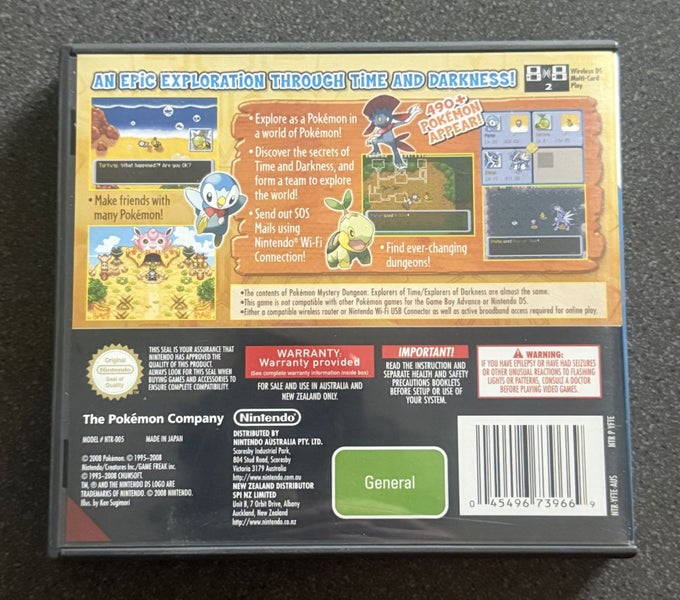 AN EPIC EXPLORATION THROUGH TIME AND DARKNESS!
2
Wireless DS
Multi-Card
Play
• Explore as a Pokémon in
a world of Pokémon!
• Discover the secrets of
Time and Darkness, and
form a team to explore
the world!
• Send out SOS
Mails using
Nintendo® Wi-Fi
Connection!
490+
POKÉMON
APPEAR!
Turtwig: What happened?! Are you OK?
• Make friends with
many Pokémon!
• Find ever-changing
dungeons!
•The contents of Pokémon Mystery Dungeon: Explorers of Time/Explorers of Darkness are almost the same.
•This game is not compatible with other Pokémon games for the Game Boy Advance or Nintendo DS.
•Either a compatible wireless router or Nintendo Wi-Fi USB Connector as well as active broadband access required for online play.
Original
Nintendo
Seal of
Quality
THIS SEAL IS YOUR ASSURANCE THAT
NINTENDO HAS APPROVED THE
QUALITY OF THIS PRODUCT.
ALWAYS LOOK FOR THIS SEAL WHEN
BUYING GAMES AND ACCESSORIES TO
ENSURE COMPLETE COMPATIBILITY.
WARRANTY:
Warranty provided
(See complete warranty information inside box)
FOR SALE AND USE IN AUSTRALIA AND
NEW ZEALAND ONLY.
IMPORTANT!
READ THE INSTRUCTION AND
SEPARATE HEALTH AND SAFETY
PRECAUTIONS BOOKLETS
BEFORE SETUP OR USE OF
YOUR SYSTEM.
WARNING:
IF YOU HAVE EPILEPSY OR HAVE HAD SEIZURES
OR OTHER UNUSUAL REACTIONS TO FLASHING
LIGHTS OR PATTERNS, CONSULT A DOCTOR
BEFORE PLAYING VIDEO GAMES.
The Pokémon Company
MODEL # NTR-005 MADE IN JAPAN
© 2008 Pokémon. © 1995–2008
Nintendo/Creatures Inc./GAME FREAK inc.
© 1993–2008 CHUNSOFT.
TM, ® AND THE NINTENDO DS LOGO ARE
TRADEMARKS OF NINTENDO. © 2008 NINTENDO.
Illus. by Ken Sugimori
Nintendo®
DISTRIBUTED BY
NINTENDO AUSTRALIA PTY. LTD.
Scoresby Industrial Park,
804 Stud Road, Scoresby
Victoria 3179 Australia
http://www.nintendo.com.au
NEW ZEALAND DISTRIBUTOR
SPI NZ LIMITED
Unit B, 7 Orbit Drive, Albany
Auckland, New Zealand
http://www.nintendo.co.nz
General
0 45496 73966 9
NTR P YFTE
NTR-YFTE-AUS